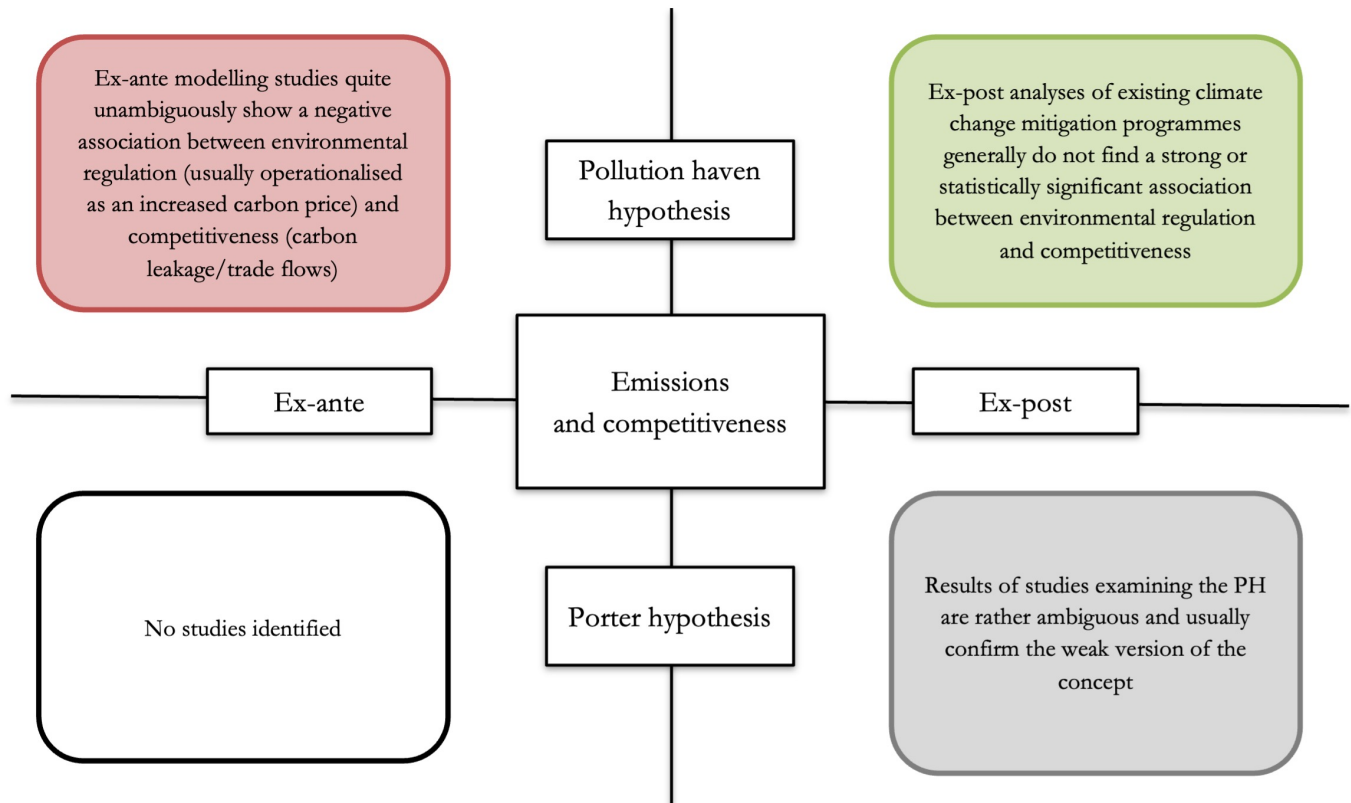 Ex-ante modelling studies quite
unambiguously show a negative
association between environmental
regulation (usually operationalised
as an increased carbon price) and
competitiveness (carbon
leakage/trade flows)
Pollution haven
hypothesis
Ex-post analyses of existing climate
change mitigation programmes
generally do not find a strong or
statistically significant association
between environmental regulation
and competitiveness
Ex-ante
Emissions
and competitiveness
Ex-post
No studies identified
Porter hypothesis
Results of studies examining the PH
are rather ambiguous and usually
confirm the weak version of the
concept